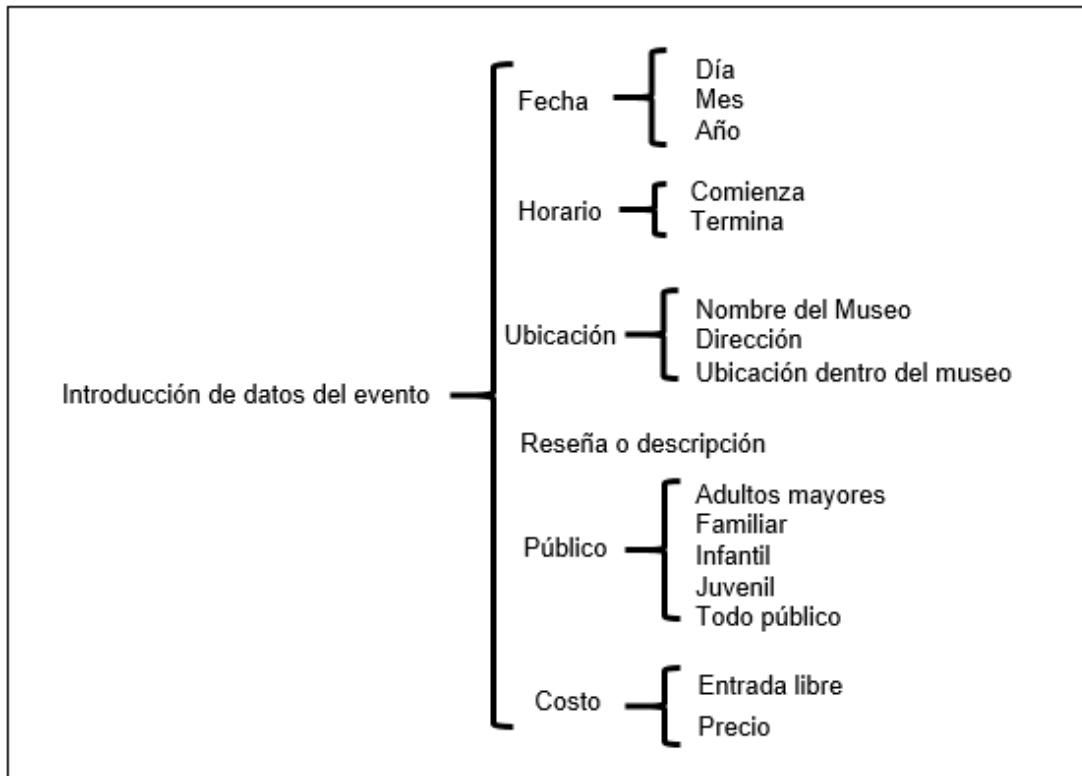 Introducción de datos del evento
Fecha
Día
Mes
Año
Horario
Comienza
Termina
Ubicación
Nombre del Museo
Dirección
Ubicación dentro del museo
Reseña o descripción
Público
Adultos mayores
Familiar
Infantil
Juvenil
Todo público
Costo
Entrada libre
Precio